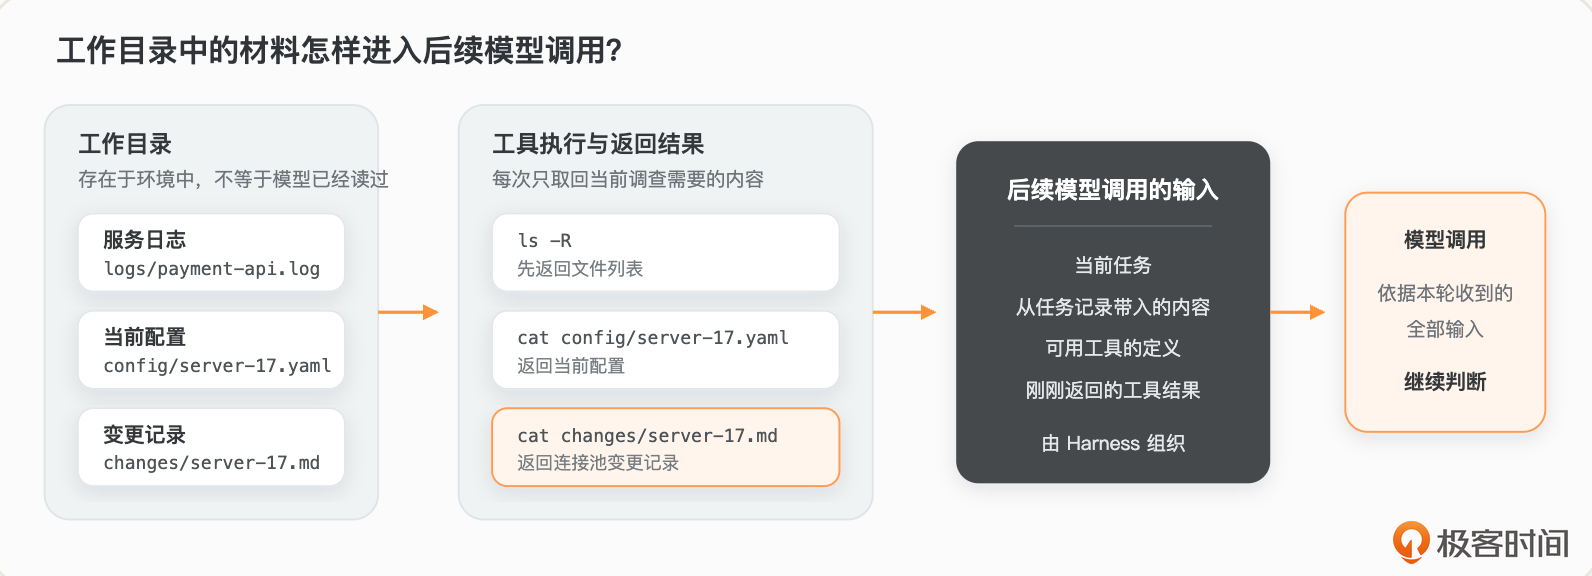 工作目录中的材料怎样进入后续模型调用?
工作目录
存在于环境中，不等于模型已经读过
服务日志
logs/payment-api.log
当前配置
config/server-17.yaml
变更记录
changes/server-17.md
工具执行与返回结果
每次只取回当前调查需要的内容
ls -R
先返回文件列表
cat config/server-17.yaml
返回当前配置
cat changes/server-17.md
返回连接池变更记录
后续模型调用的输入
当前任务
从任务记录带入的内容
可用工具的定义
刚刚返回的工具结果
由 Harness 组织
模型调用
依据本轮收到的
全部输入
继续判断
极客时间